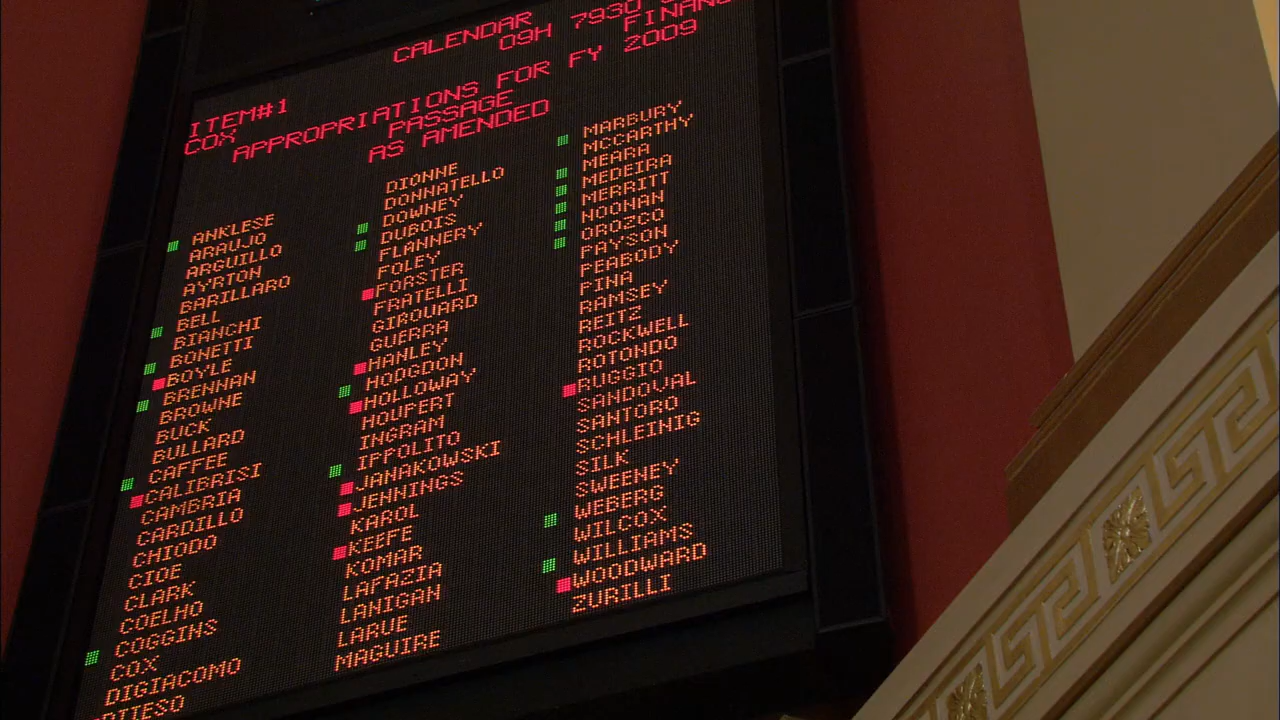 CALENDAR
09H 7930
FINANC
ITEM#1
COX
APPROPRIATIONS FOR FY 2009
PASSAGE
AS AMENDED
ANKLESE
ARAUJO
ARGUILLO
AYRTON
BARILLARO
BELL
BIANCHI
BONETTI
BOYLE
BRENNAN
BROWNE
BUCK
BULLARD
CAFFEE
CALIBRISI
CAMBRIA
CARDILLO
CHIODO
CIOE
CLARK
COELHO
COGGINS
COX
DIGIACOMO
DIONNE
DONNATELLO
DOWNEY
DUBOIS
FLANNERY
FOLEY
FORSTER
FRATELLI
GIROUARD
GUERRA
HANLEY
HODGDON
HOLLOWAY
HOUPERT
INGRAM
IPPOLITO
JANAKOWSKI
JENNINGS
KAROL
KEEFE
KOMAR
LAFAZIA
LANIGAN
LARUE
MAGUIRE
MARBURY
MCCARTHY
MEARA
MEDEIRA
MERRITT
NOONAN
OROZCO
PAYSON
PEABODY
PINA
RAMSEY
REITZ
ROCKWELL
ROTONDO
RUGGIO
SANDOVAL
SANTORO
SCHLEINIG
SILK
SWEENEY
WEBERG
WILCOX
WILLIAMS
WOODWARD
ZURILLI